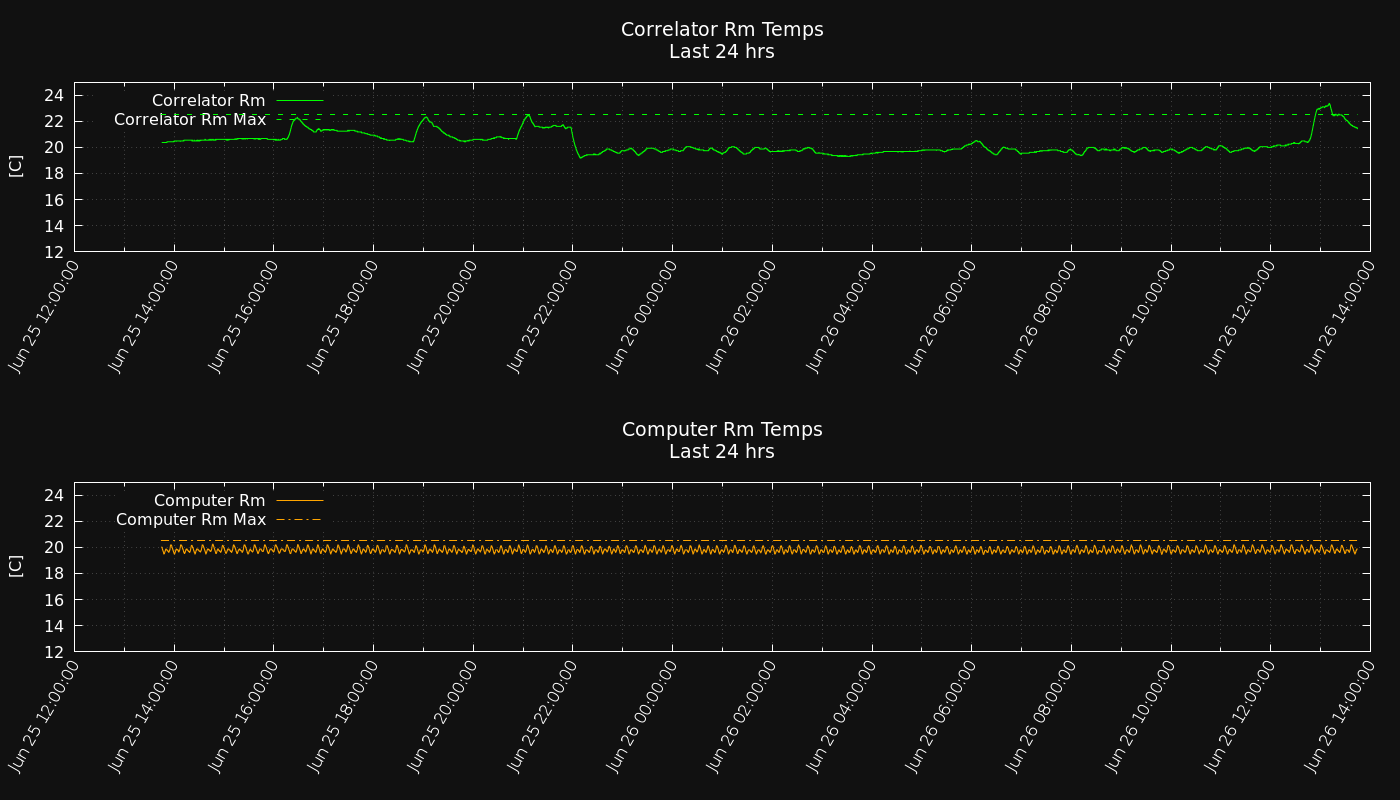 Correlator Rm Temps
Last 24 hrs
Correlator Rm
Correlator Rm Max
[C]
24
22
20
18
16
14
12
Jun 25 12:00:00
Jun 25 14:00:00
Jun 25 16:00:00
Jun 25 18:00:00
Jun 25 20:00:00
Jun 25 22:00:00
Jun 26 00:00:00
Jun 26 02:00:00
Jun 26 04:00:00
Jun 26 06:00:00
Jun 26 08:00:00
Jun 26 10:00:00
Jun 26 12:00:00
Jun 26 14:00:00
Computer Rm Temps
Last 24 hrs
Computer Rm
Computer Rm Max
[C]
24
22
20
18
16
14
12
Jun 25 12:00:00
Jun 25 14:00:00
Jun 25 16:00:00
Jun 25 18:00:00
Jun 25 20:00:00
Jun 25 22:00:00
Jun 26 00:00:00
Jun 26 02:00:00
Jun 26 04:00:00
Jun 26 06:00:00
Jun 26 08:00:00
Jun 26 10:00:00
Jun 26 12:00:00
Jun 26 14:00:00